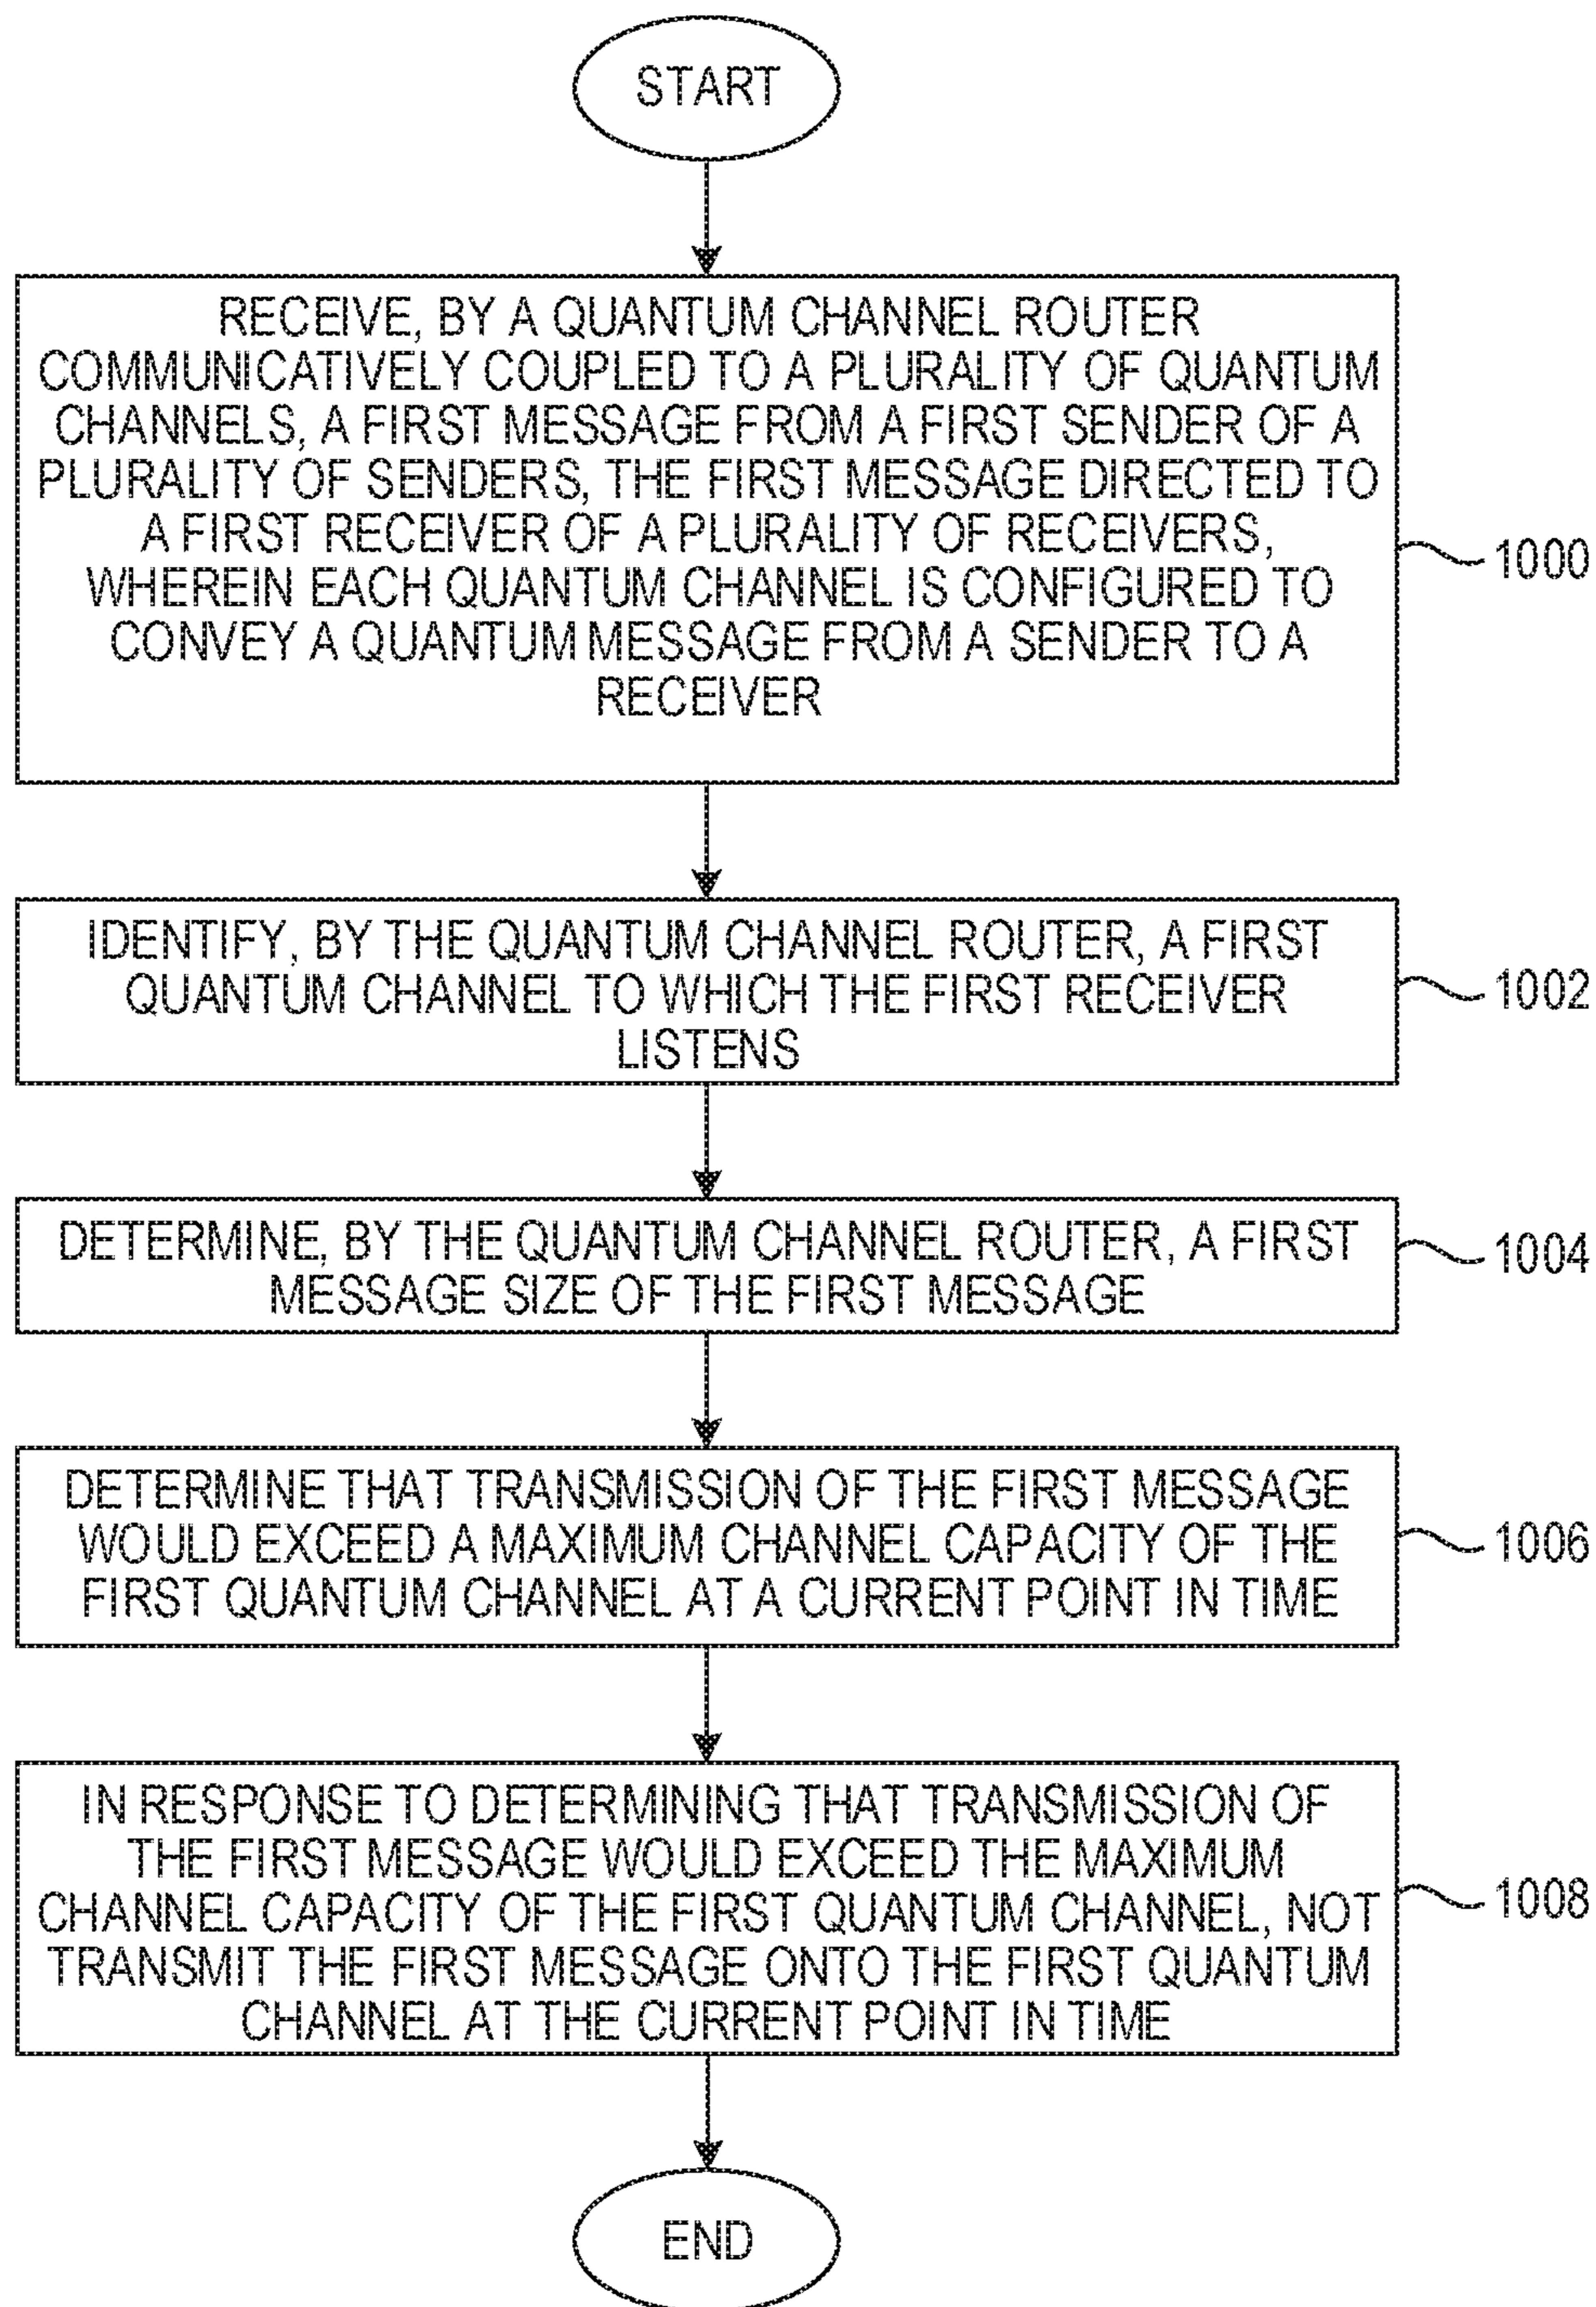 START
RECEIVE, BY A QUANTUM CHANNEL ROUTER
COMMUNICATIVELY COUPLED TO A PLURALITY OF QUANTUM
CHANNELS, A FIRST MESSAGE FROM A FIRST SENDER OF A
PLURALITY OF SENDERS, THE FIRST MESSAGE DIRECTED TO
A FIRST RECEIVER OF A PLURALITY OF RECEIVERS,
WHEREIN EACH QUANTUM CHANNEL IS CONFIGURED TO
CONVEY A QUANTUM MESSAGE FROM A SENDER TO A
RECEIVER
1000
IDENTIFY, BY THE QUANTUM CHANNEL ROUTER, A FIRST
QUANTUM CHANNEL TO WHICH THE FIRST RECEIVER
LISTENS
1002
DETERMINE, BY THE QUANTUM CHANNEL ROUTER, A FIRST
MESSAGE SIZE OF THE FIRST MESSAGE
1004
DETERMINE THAT TRANSMISSION OF THE FIRST MESSAGE
WOULD EXCEED A MAXIMUM CHANNEL CAPACITY OF THE
FIRST QUANTUM CHANNEL AT A CURRENT POINT IN TIME
1006
IN RESPONSE TO DETERMINING THAT TRANSMISSION OF
THE FIRST MESSAGE WOULD EXCEED THE MAXIMUM
CHANNEL CAPACITY OF THE FIRST QUANTUM CHANNEL, NOT
TRANSMIT THE FIRST MESSAGE ONTO THE FIRST QUANTUM
CHANNEL AT THE CURRENT POINT IN TIME
1008
END